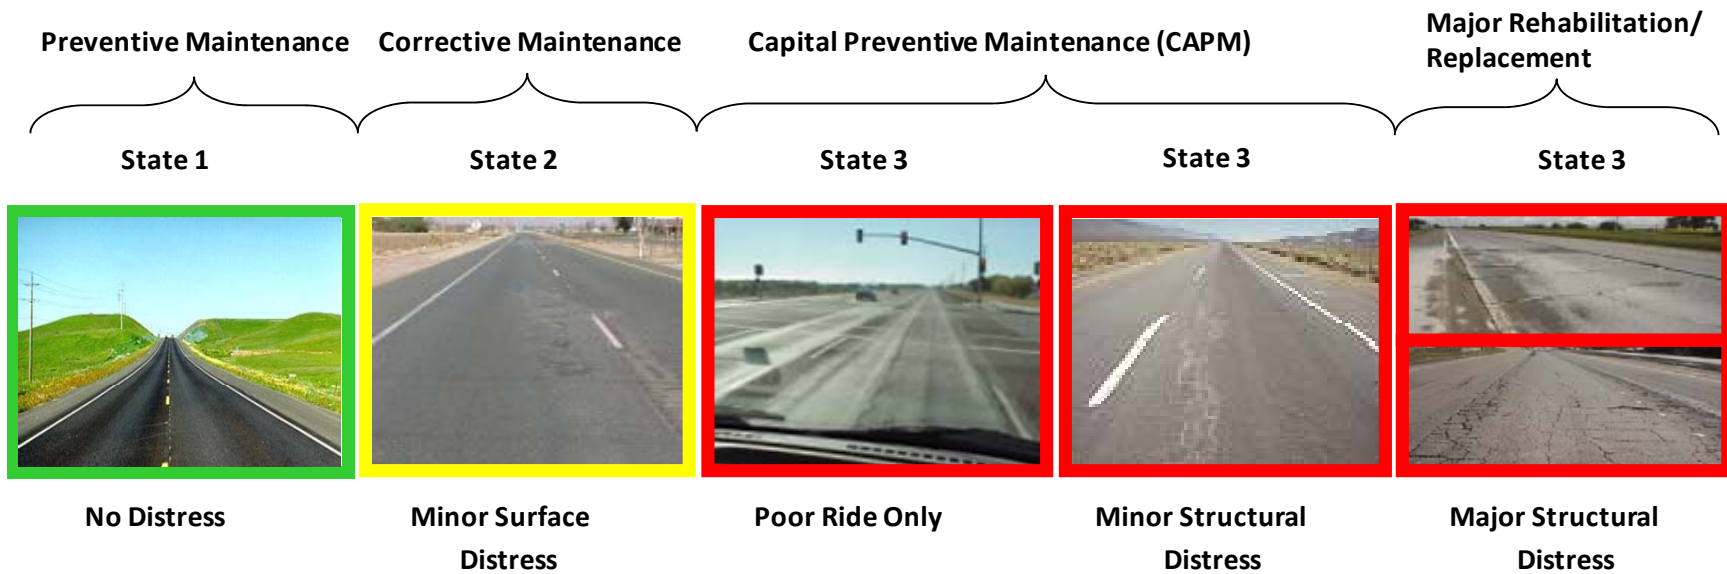 Preventive Maintenance
Corrective Maintenance
Capital Preventive Maintenance (CAPM)
Major Rehabilitation/
Replacement
State 1
State 2
State 3
State 3
State 3
No Distress
Minor Surface
Distress
Poor Ride Only
Minor Structural
Distress
Major Structural
Distress